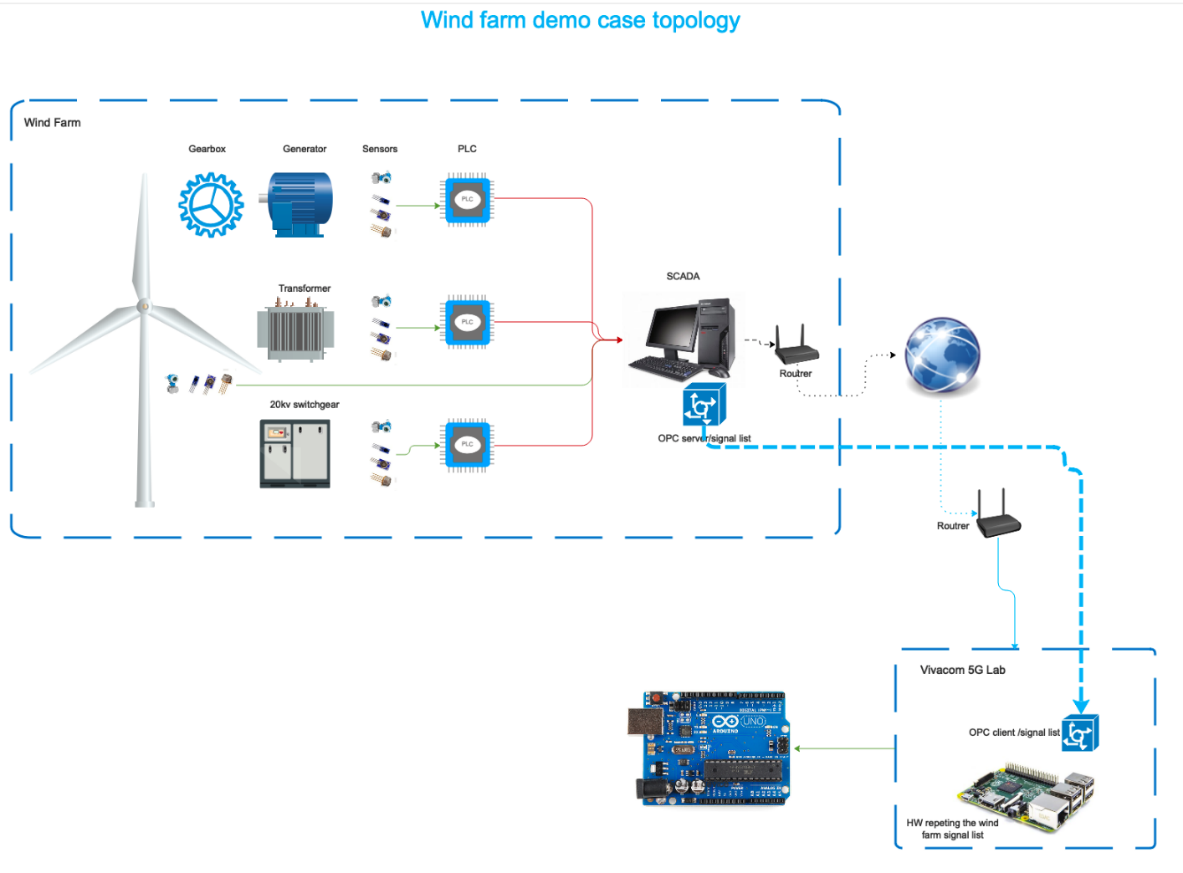 Wind farm demo case topology
Wind Farm
Gearbox
Generator
Sensors
PLC
PLC
Transformer
PLC
SCADA
Routrer
20kv switchgear
PLC
OPC server/signal list
Routrer
Vivacom 5G Lab
OPC client /signal list
HW repeting the wind
farm signal list
ARDUINO
UNO